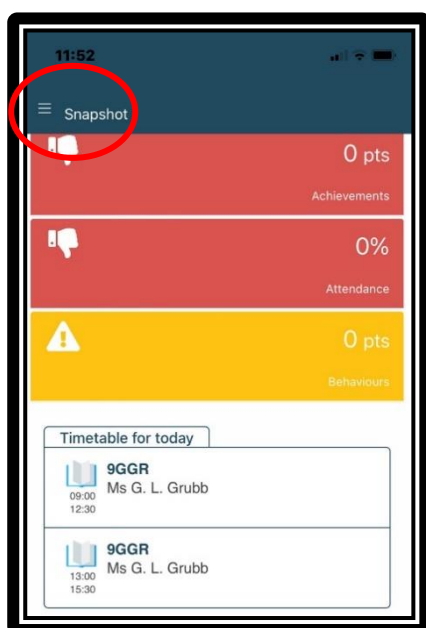 11:52
Snapshot
0 pts
Achievements
0%
Attendance
0 pts
Behaviours
Timetable for today
9GGR
Ms G. L. Grubb
09:00
12:30
9GGR
Ms G. L. Grubb
13:00
15:30